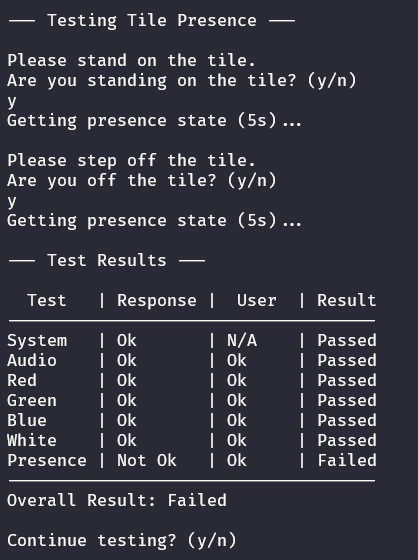 ─── Testing Tile Presence ───
Please stand on the tile.
Are you standing on the tile? (y/n)
y
Getting presence state (5s)...
Please step off the tile.
Are you off the tile? (y/n)
y
Getting presence state (5s)...
─── Test Results ───
Test | Response | User | Result
System | Ok | N/A | Passed
Audio | Ok | Ok | Passed
Red | Ok | Ok | Passed
Green | Ok | Ok | Passed
Blue | Ok | Ok | Passed
White | Ok | Ok | Passed
Presence | Not Ok | Ok | Failed
Overall Result: Failed
Continue testing? (y/n)